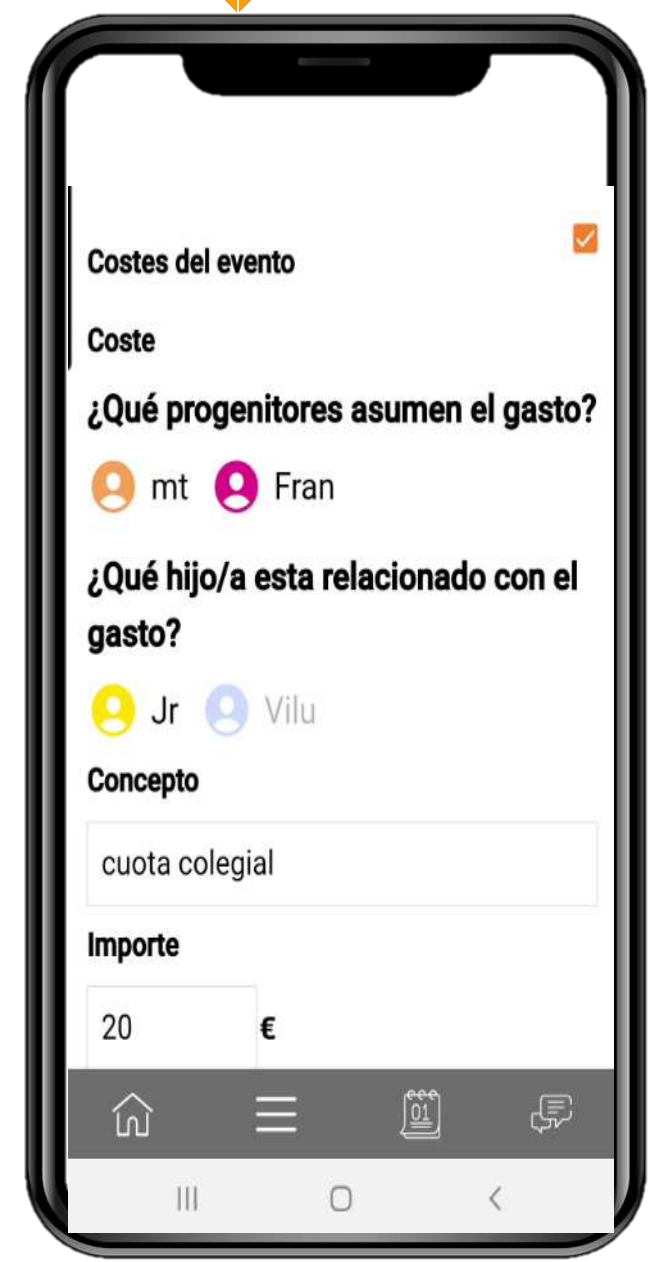 Costes del evento
Coste
¿Qué progenitores asumen el gasto?
mt Fran
¿Qué hijo/a esta relacionado con el
gasto?
Jr Vilu
Concepto
cuota colegial
Importe
20 €
01